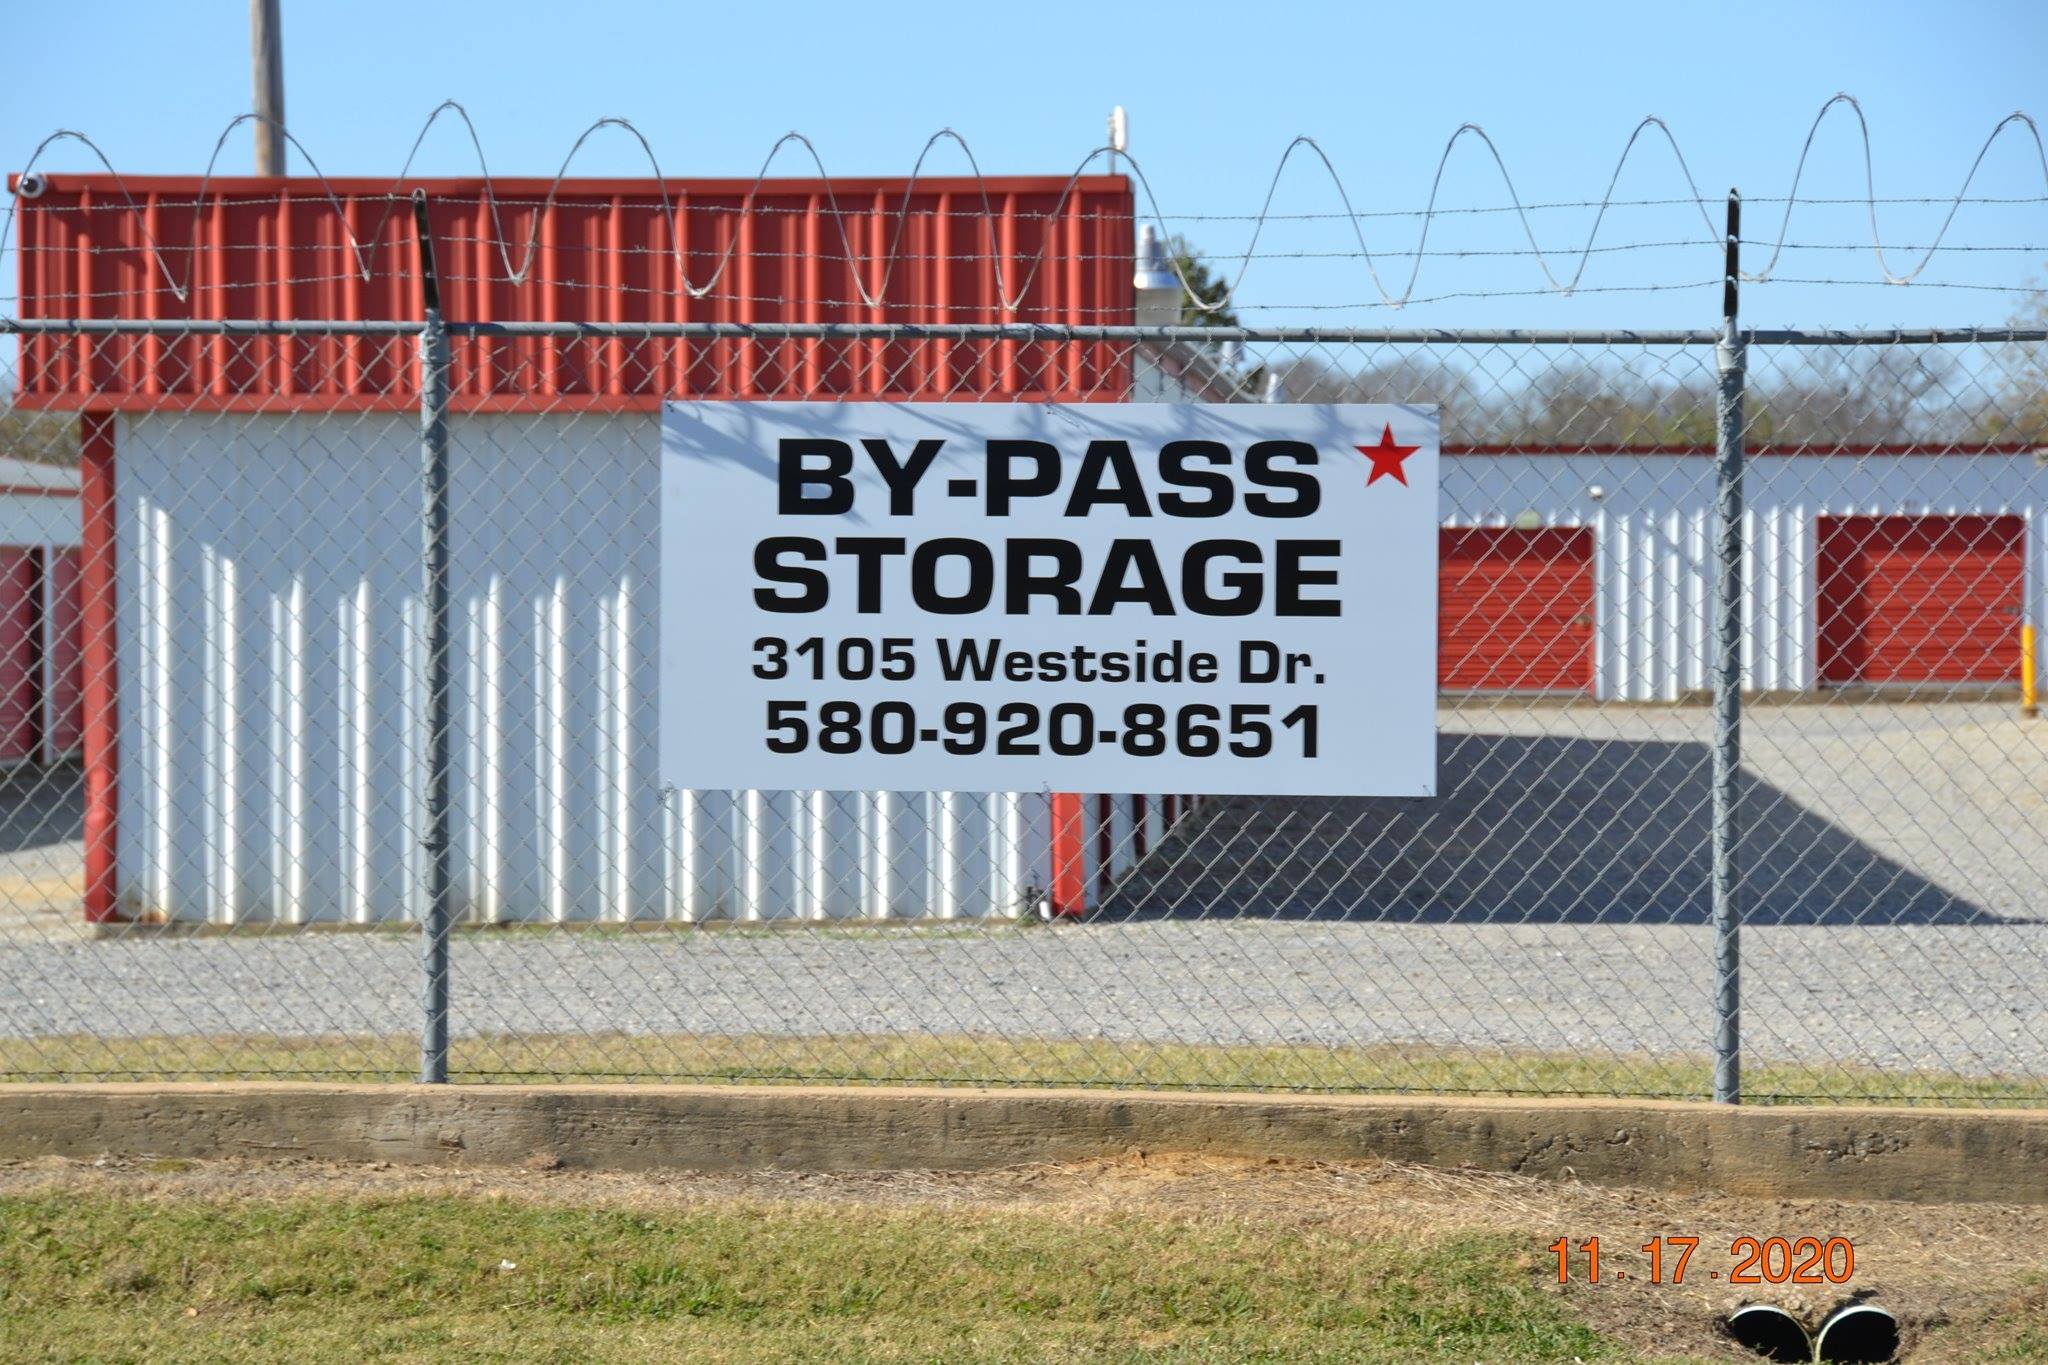 BY-PASS
STORAGE
3105 Westside Dr.
580-920-8651
11.17.2020